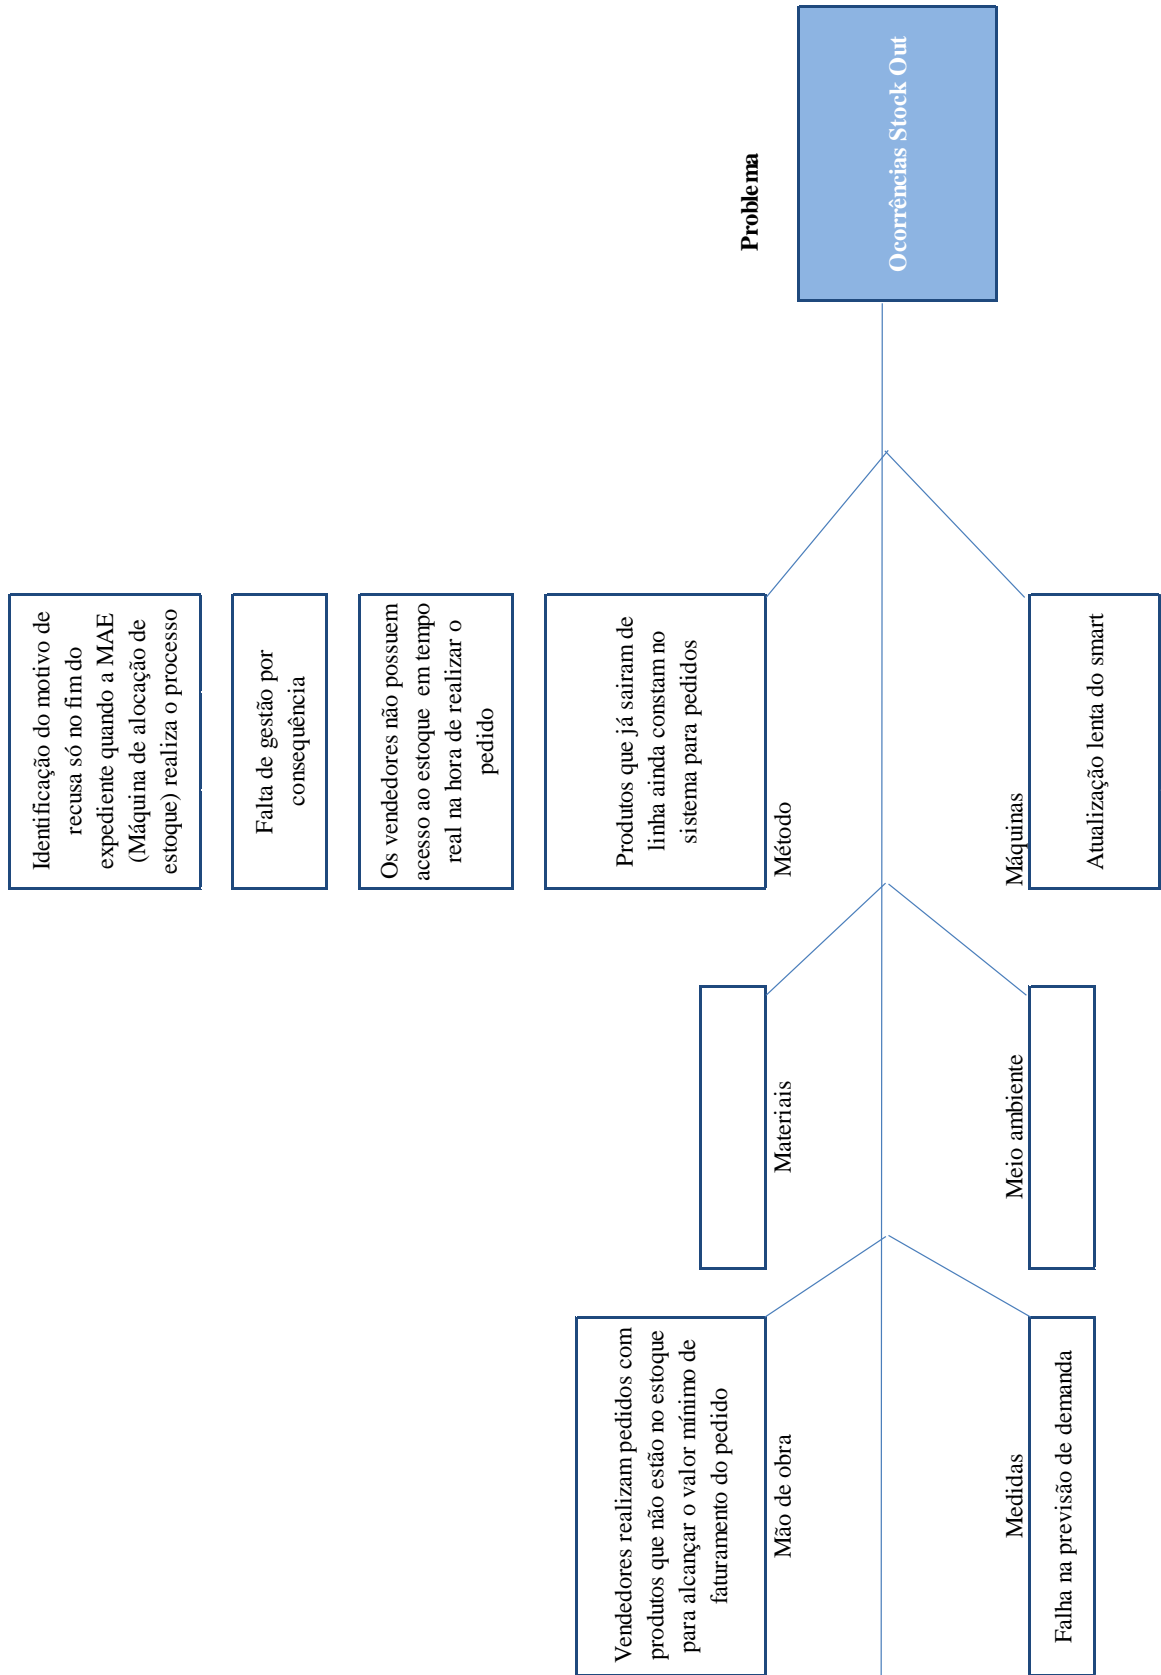 Identificação do motivo de
recusa só no fim do
expediente quando a MAE
(Máquina de alocação de
estoque) realiza o processo
Falta de gestão por
consequência
Os vendedores não possuem
acesso ao estoque em tempo
real na hora de realizar o
pedido
Vendedores realizam pedidos com
produtos que não estão no estoque
para alcançar o valor mínimo de
faturamento do pedido
Produtos que já sairam de
linha ainda constam no
sistema para pedidos
Mão de obra
Materiais
Método
Problema
Ocorrências Stock Out
Medidas
Meio ambiente
Máquinas
Falha na previsão de demanda
Atualização lenta do smart